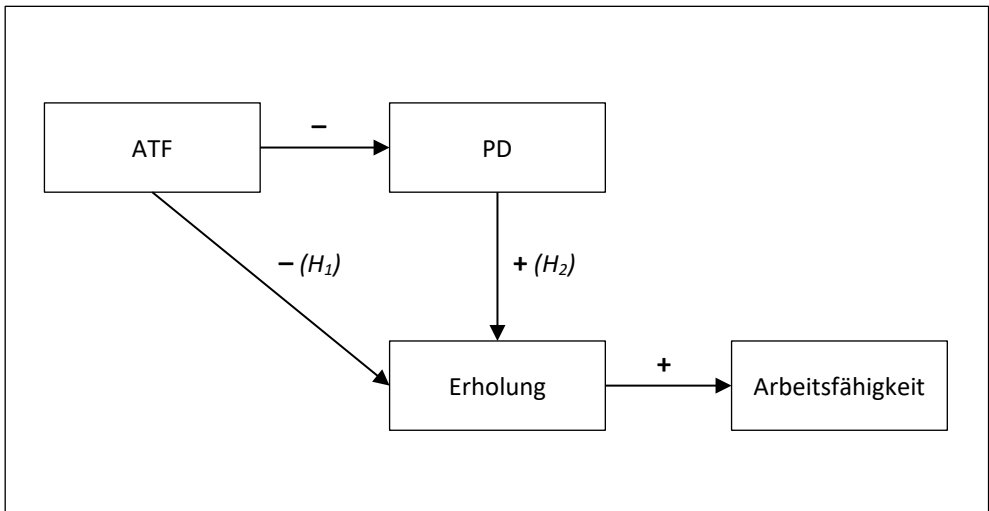 –
ATF
PD
– (H₁)
+ (H₂)
+
Erholung
Arbeitsfähigkeit